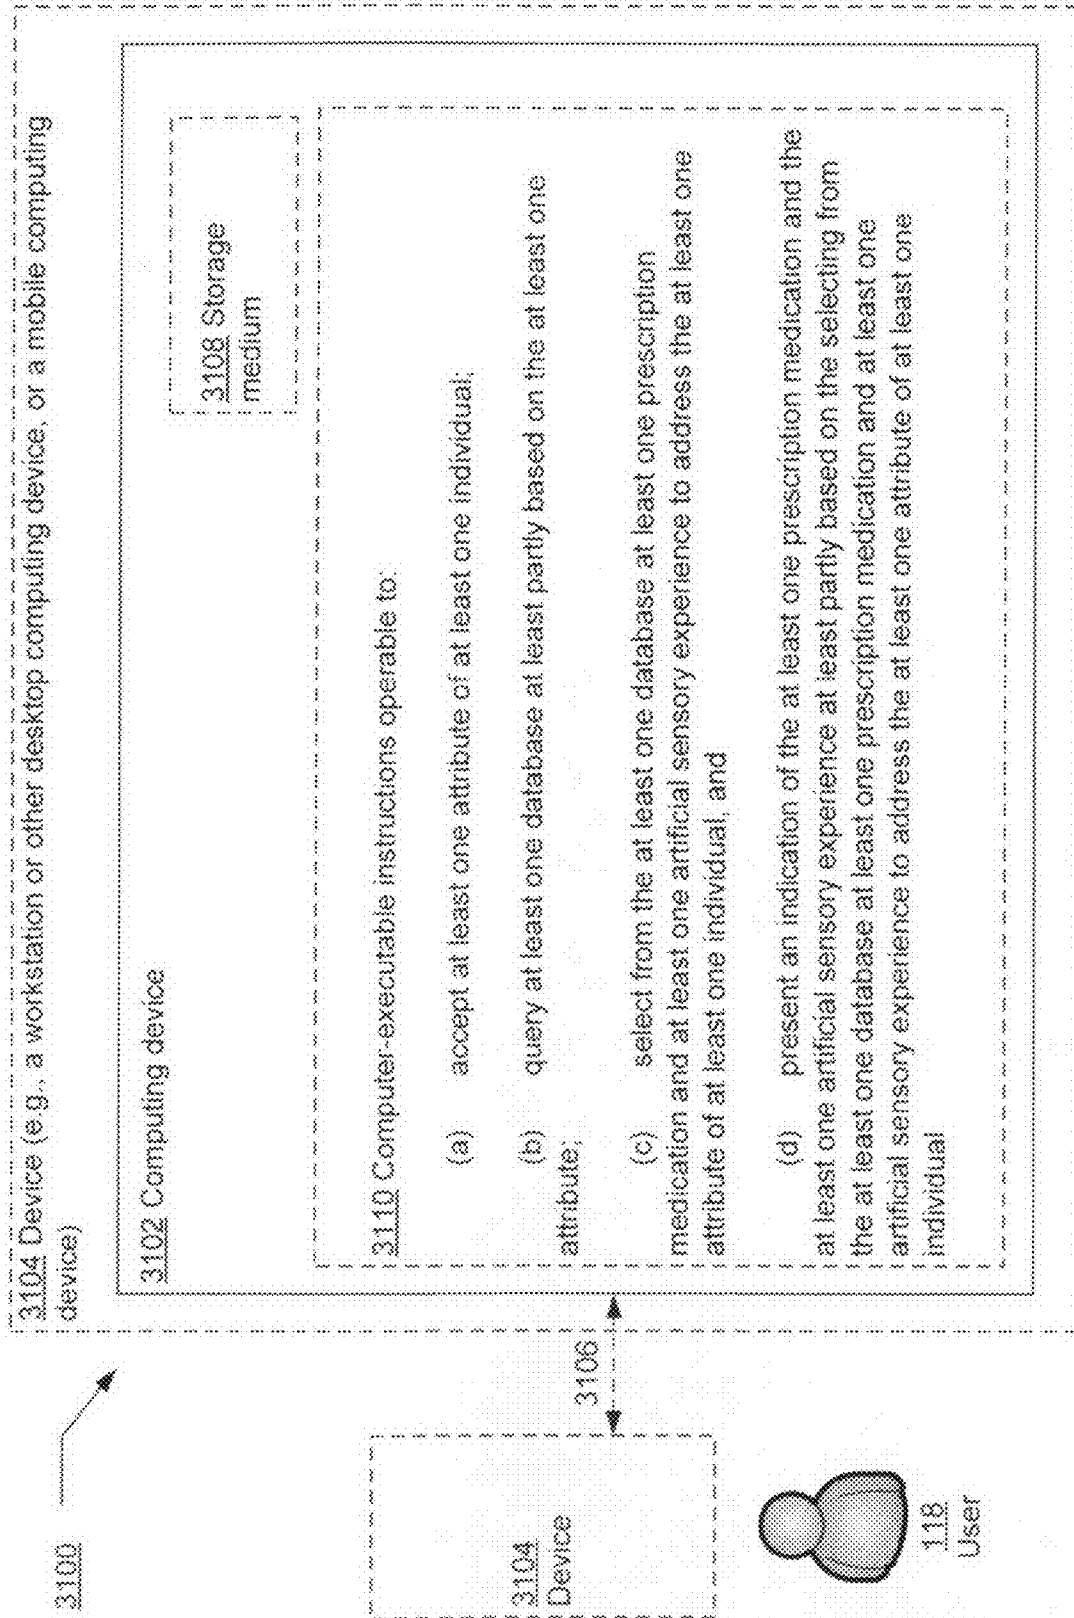 3100
3104 Device (e.g., a workstation or other desktop computing device, or a mobile computing
device)
3102 Computing device
3108 Storage
medium
3110 Computer-executable instructions operable to:
(a) accept at least one attribute of at least one individual;
(b) query at least one database at least partly based on the at least one
attribute;
(c) select from the at least one database at least one prescription
medication and at least one artificial sensory experience to address the at least one
attribute of at least one individual; and
(d) present an indication of the at least one prescription medication and the
at least one artificial sensory experience at least partly based on the selecting from
the at least one database at least one prescription medication and at least one
artificial sensory experience to address the at least one attribute of at least one
individual
3106
3104
Device
118
User